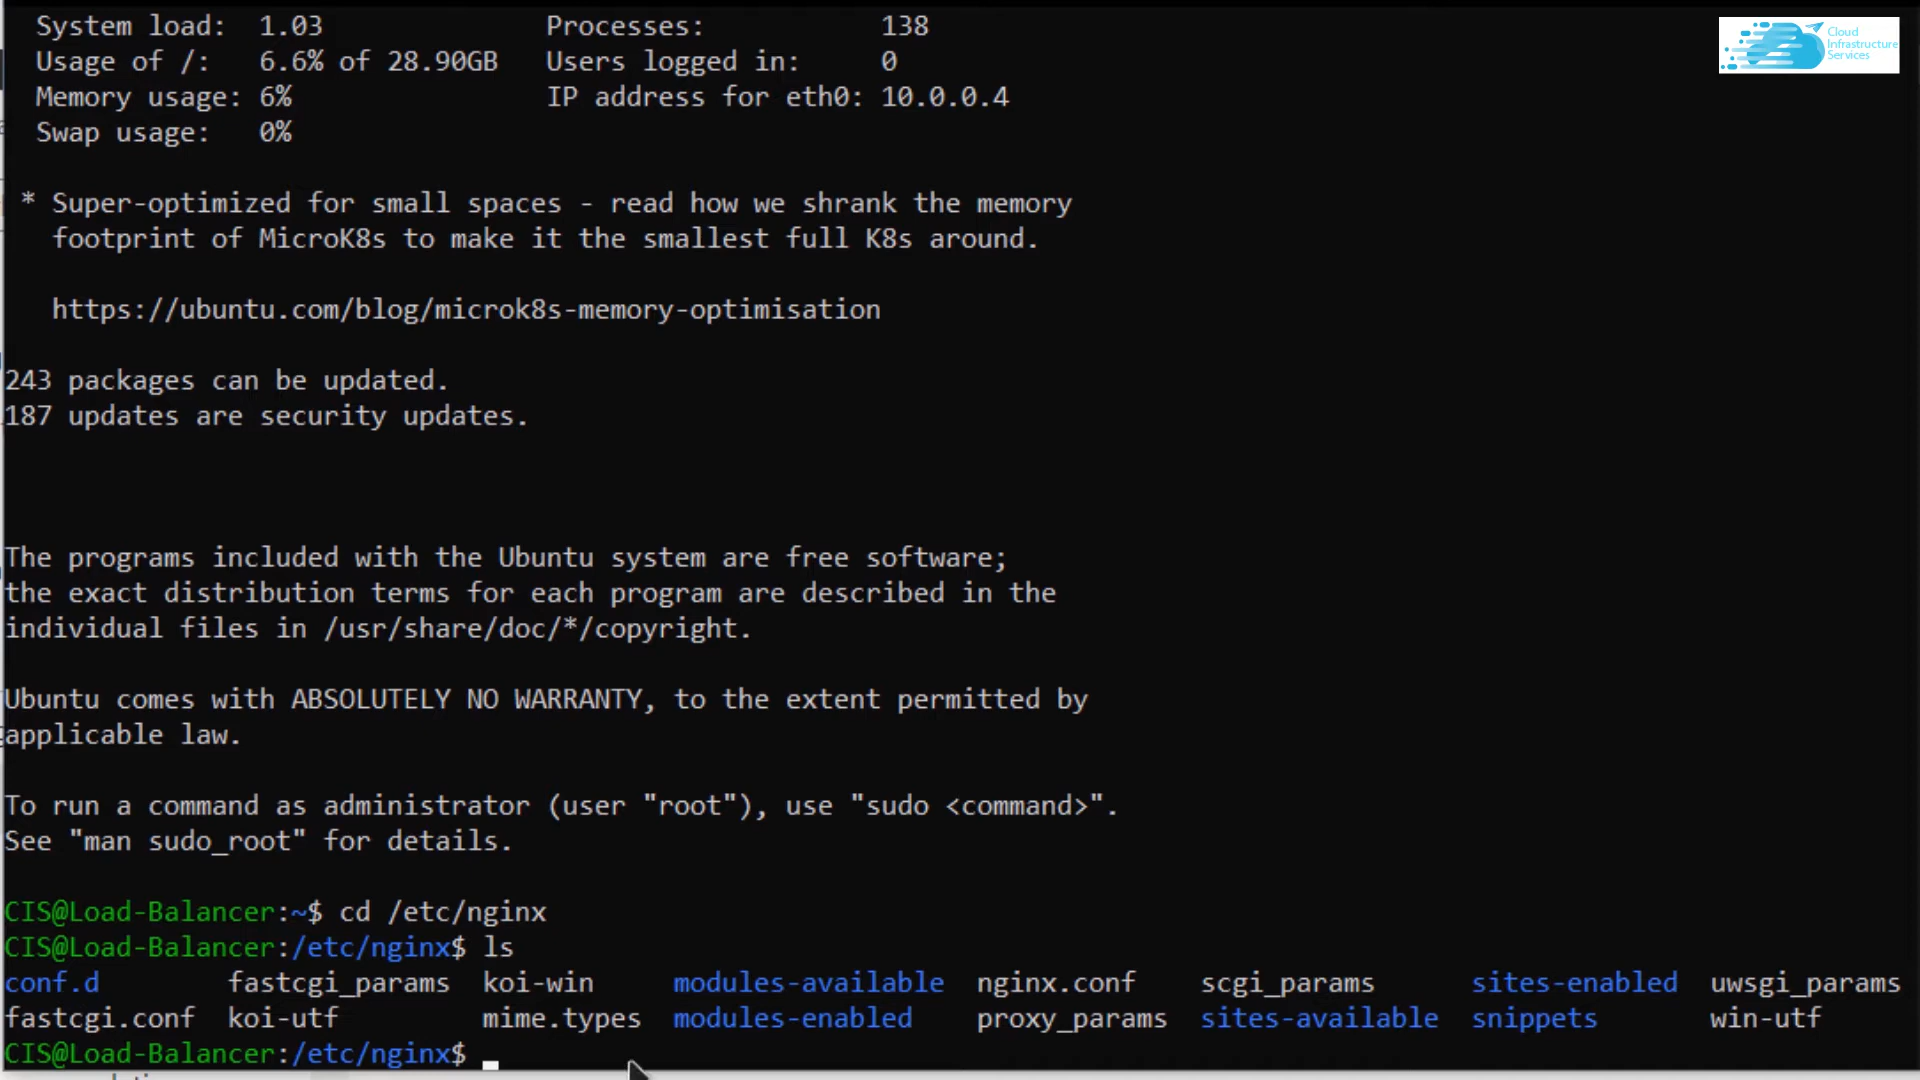 System load:  1.03              Processes:           138
Usage of /:   6.6% of 28.90GB   Users logged in:     0
Memory usage: 6%                IP address for eth0: 10.0.0.4
Swap usage:   0%
Cloud
Infrastructure
Services
* Super-optimized for small spaces - read how we shrank the memory
footprint of MicroK8s to make it the smallest full K8s around.
https://ubuntu.com/blog/microk8s-memory-optimisation
243 packages can be updated.
187 updates are security updates.
The programs included with the Ubuntu system are free software;
the exact distribution terms for each program are described in the
individual files in /usr/share/doc/*/copyright.
Ubuntu comes with ABSOLUTELY NO WARRANTY, to the extent permitted by
applicable law.
To run a command as administrator (user "root"), use "sudo <command>".
See "man sudo_root" for details.
CIS@Load-Balancer:~$ cd /etc/nginx
CIS@Load-Balancer:/etc/nginx$ ls
conf.d        fastcgi_params  koi-win     modules-available  nginx.conf    scgi_params      sites-enabled  uwsgi_params
fastcgi.conf  koi-utf         mime.types  modules-enabled    proxy_params  sites-available  snippets       win-utf
CIS@Load-Balancer:/etc/nginx$